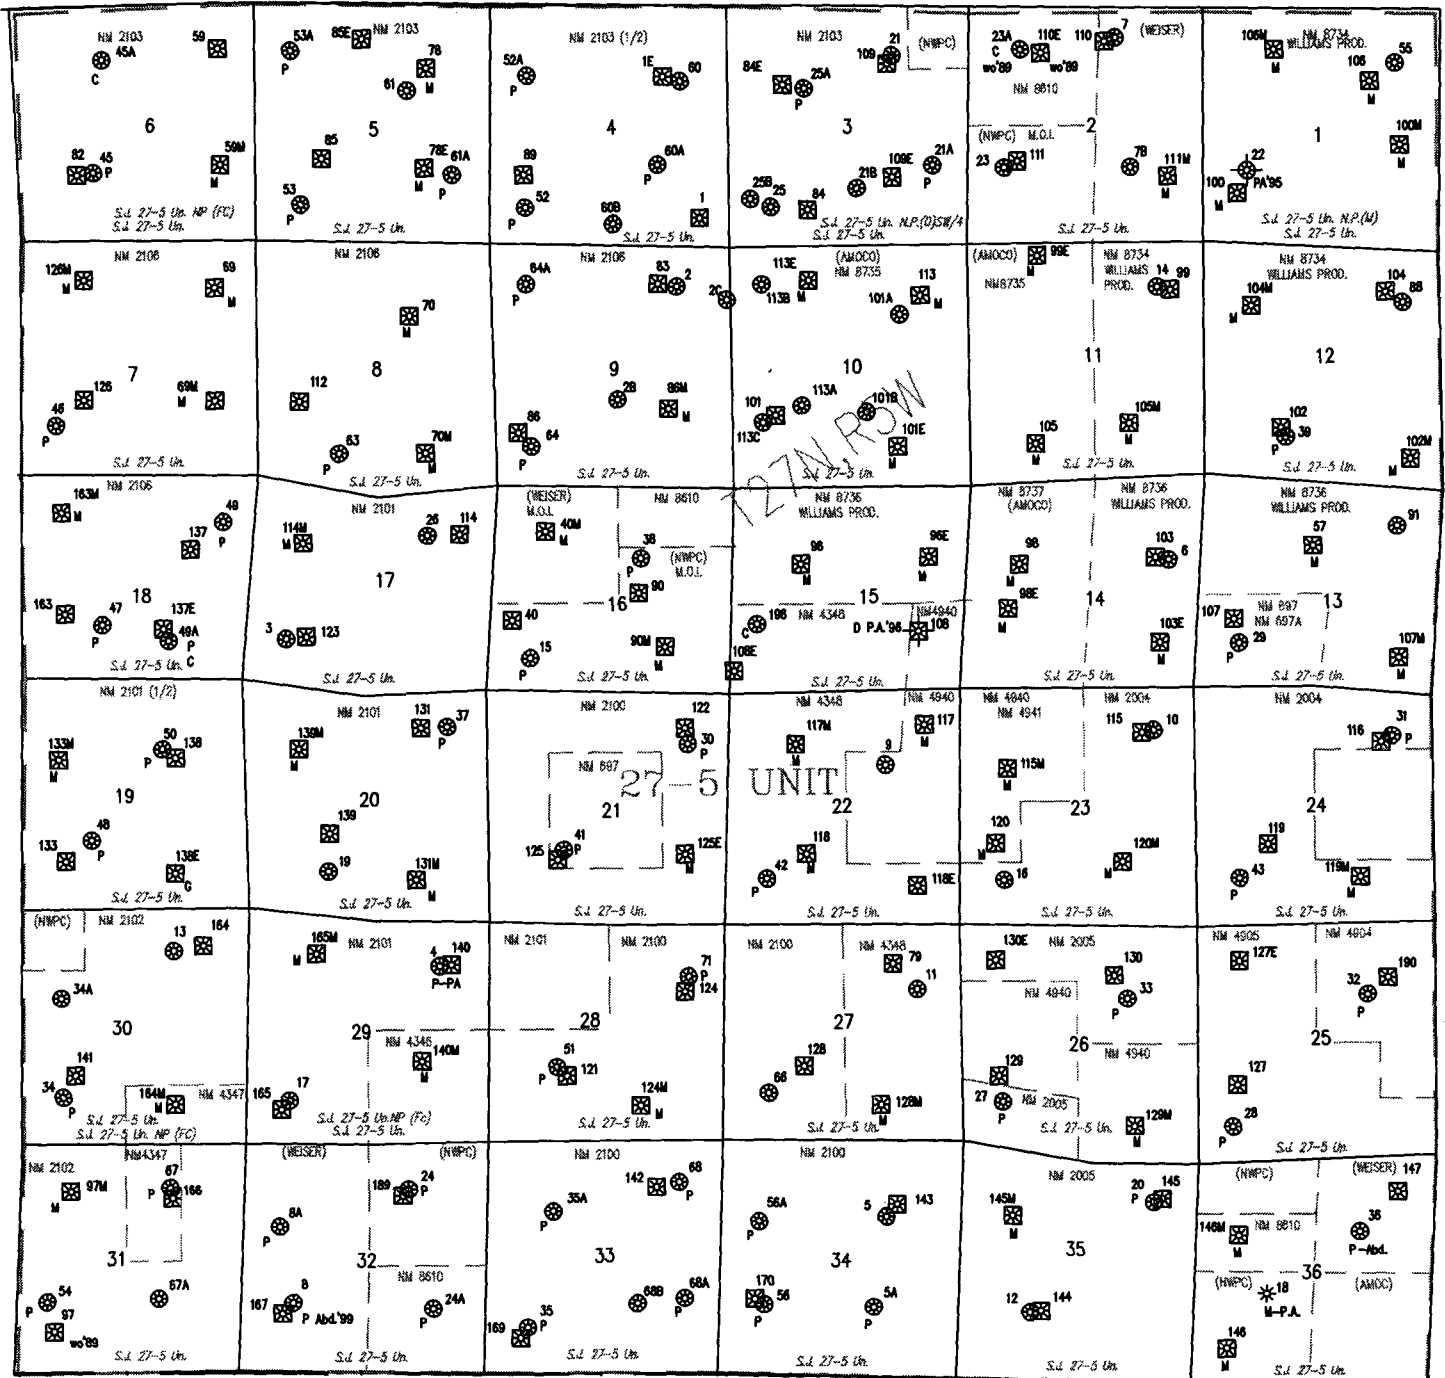 NM 2103
59
45A
C
6
82
45
P
59M
M
S.J. 27-5 Un. NP (FC)
S.J. 27-5 Un.
53A
P
85E
NM 2103
78
M
61
5
85
78E
M
61A
P
53
P
S.J. 27-5 Un.
NM 2103 (1/2)
52A
P
1E
60
4
89
60A
P
52
P
60B
1
S.J. 27-5 Un.
NM 2103
21
(NWPC)
109
84E
25A
P
3
21A
P
109E
21B
25B
25
84
S.J. 27-5 Un. N.P.(D)SW/4
S.J. 27-5 Un.
23A
C
wo'89
110E
wo'89
110
7
(WEISER)
NM 8610
(NWPC) M.O.I.
2
23
111
7B
111M
M
S.J. 27-5 Un.
106M
M
NM 8734
WILLIAMS PROD.
55
106
M
1
100M
M
22
PA'95
100
M
S.J. 27-5 Un. N.P.(M)
S.J. 27-5 Un.
NM 2106
126M
M
69
M
7
126
69M
M
46
P
S.J. 27-5 Un.
NM 2106
70
M
8
112
63
P
70M
M
S.J. 27-5 Un.
NM 2106
64A
P
83
2
2C
9
2B
86M
M
86
64
P
S.J. 27-5 Un.
(AMOCO)
NM 8735
113E
M
113B
113
M
101A
10
113A
101
113C
101B
101E
M
T27N,R5W
S.J. 27-5 Un.
(AMOCO)
99E
M
NM8735
NM 8734
WILLIAMS
PROD.
14
99
11
105
M
105M
M
S.J. 27-5 Un.
NM 8734
WILLIAMS PROD.
104
88
104M
M
12
102
39
P
102M
M
S.J. 27-5 Un.
NM 2106
163M
M
49
P
137
18
163
47
P
137E
49A
P
C
S.J. 27-5 Un.
NM 2101
114M
M
26
114
17
3
123
S.J. 27-5 Un.
(WEISER)
M.O.I.
40M
M
NM 8610
38
P
(NWPC)
M.O.I.
90
16
40
15
P
90M
M
S.J. 27-5 Un.
NM 8736
WILLIAMS PROD.
96
M
96E
M
15
NM 4348
NM4940
198
C
D P.A.'96
108
108E
M
S.J. 27-5 Un.
NM 8737
(AMOCO)
NM 8736
WILLIAMS PROD.
98
M
103
6
98E
M
14
103E
M
S.J. 27-5 Un.
NM 8736
WILLIAMS PROD.
91
57
M
NM 697
NM 697A
13
107
29
P
107M
M
S.J. 27-5 Un.
NM 2101 (1/2)
133M
M
50
P
138
19
48
P
133
138E
G
S.J. 27-5 Un.
NM 2101
139M
M
131
37
P
20
139
19
131M
M
S.J. 27-5 Un.
NM 2100
122
30
P
NM 697
21
41
P
125
125E
M
S.J. 27-5 Un.
27-5 UNIT
NM 4348
NM 4940
117M
M
117
M
9
22
118
M
42
P
118E
M
S.J. 27-5 Un.
NM 4940
NM 4941
NM 2004
115
10
115M
M
23
120
M
16
120M
M
S.J. 27-5 Un.
NM 2004
116
31
P
24
119
43
P
119M
M
S.J. 27-5 Un.
(NWPC)
NM 2102
13
164
34A
30
141
34
P
164M
M
NM 4347
S.J. 27-5 Un.
S.J. 27-5 Un. NP (FC)
165M
M
NM 2101
4
140
P-PA
29
NM 4346
140M
M
165
17
S.J. 27-5 Un.NP (Fc)
S.J. 27-5 Un.
NM 2101
NM 2100
71
P
124
28
51
P
121
124M
M
S.J. 27-5 Un.
NM 2100
NM 4348
79
11
27
128
66
128M
M
S.J. 27-5 Un.
130E
NM 2005
130
33
P
NM 4940
26
NM 4940
129
27
P
NM 2005
129M
M
S.J. 27-5 Un.
NM 4905
NM 4904
127E
190
32
P
25
127
28
P
S.J. 27-5 Un.
NM 2102
NM4347
97M
M
67
P
166
31
54
P
67A
97
wo'89
S.J. 27-5 Un.
(WEISER)
(NWPC)
189
24
P
8A
P
32
NM 8610
8
167
P Abd.'99
24A
P
S.J. 27-5 Un.
NM 2100
142
68
P
35A
P
33
68B
68A
P
35
P
169
S.J. 27-5 Un.
NM 2100
56A
P
5
143
34
170
56
P
5A
P
S.J. 27-5 Un.
NM 2005
145M
M
20
P
145
35
12
144
S.J. 27-5 Un.
(NWPC)
(WEISER)
147
146M
M
NM 8610
36
P-Abd.
36
(NWPC)
(AMOC)
18
M-P.A.
146
M
S.J. 27-5 Un.